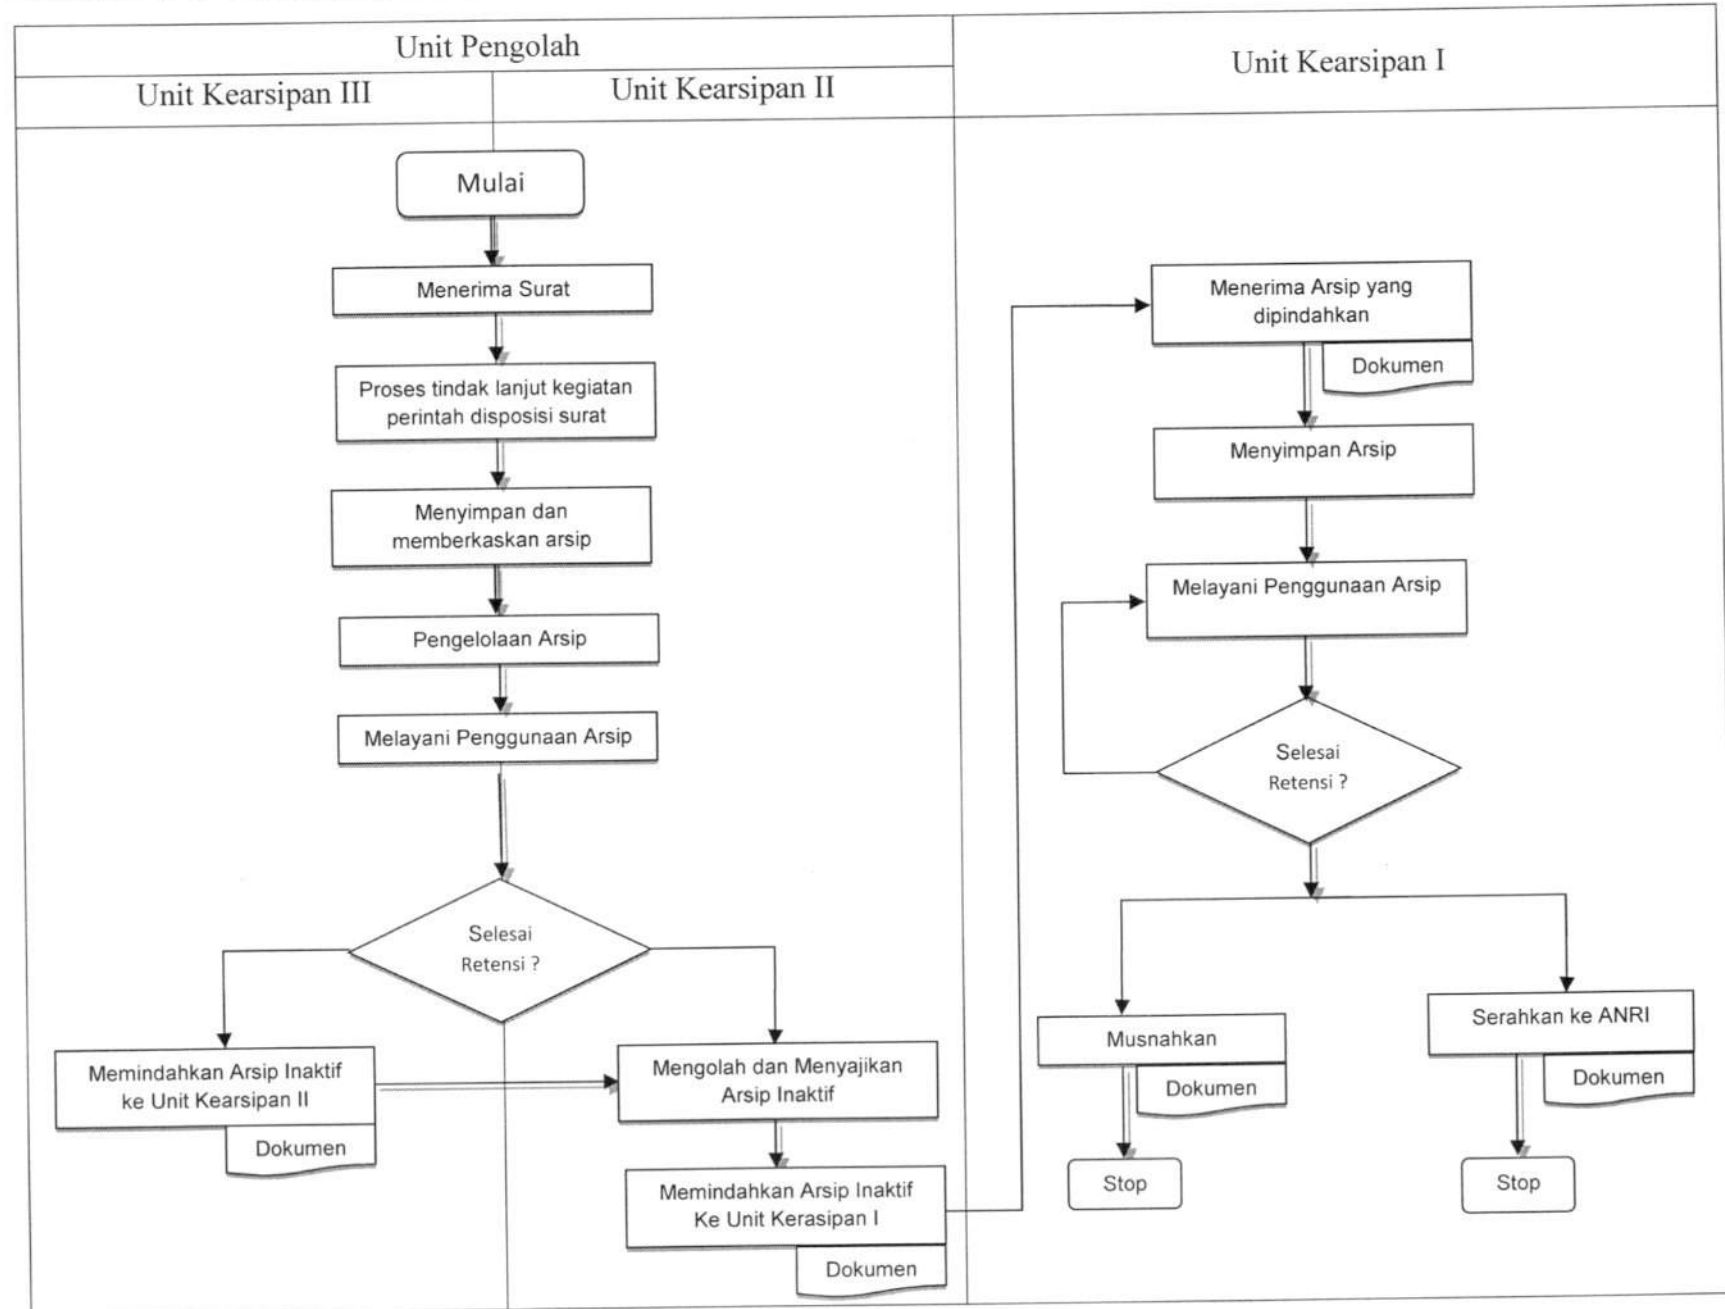 Unit Pengolah
Unit Kearsipan I
Unit Kearsipan III
Unit Kearsipan II
Mulai
Menerima Surat
Proses tindak lanjut kegiatan
perintah disposisi surat
Menyimpan dan
memberkaskan arsip
Pengelolaan Arsip
Melayani Penggunaan Arsip
Selesai
Retensi ?
Memindahkan Arsip Inaktif
ke Unit Kearsipan II
Dokumen
Mengolah dan Menyajikan
Arsip Inaktif
Memindahkan Arsip Inaktif
Ke Unit Kerasipan I
Dokumen
Menerima Arsip yang
dipindahkan
Dokumen
Menyimpan Arsip
Melayani Penggunaan Arsip
Selesai
Retensi ?
Musnahkan
Dokumen
Stop
Serahkan ke ANRI
Dokumen
Stop